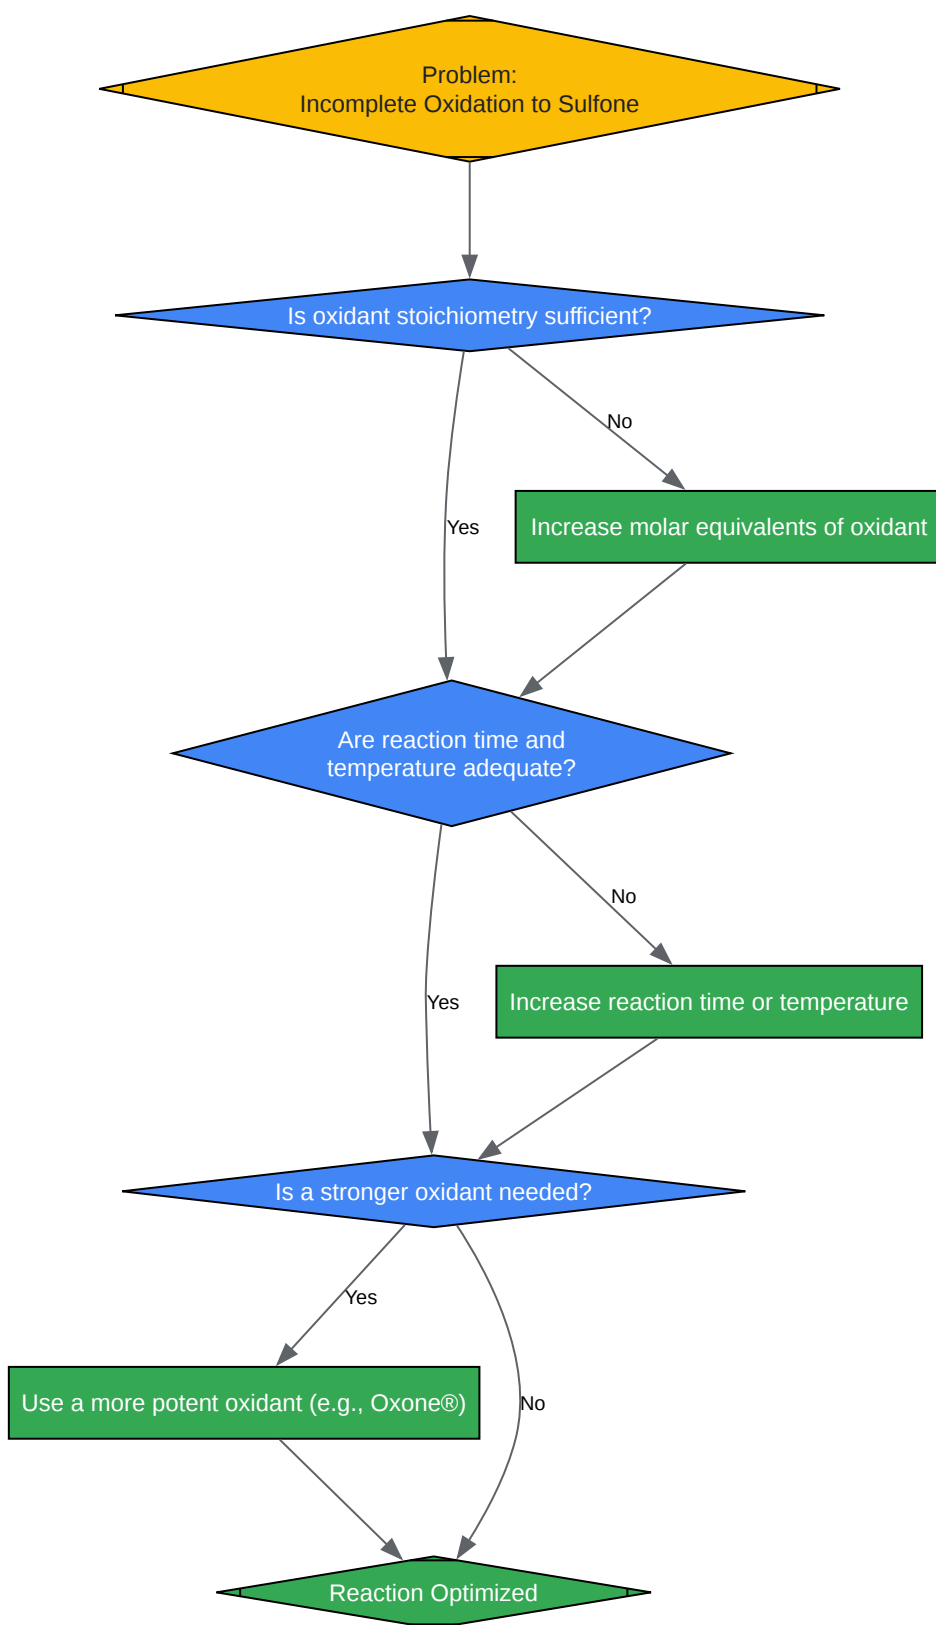 Problem:
Incomplete Oxidation to Sulfone
Is oxidant stoichiometry sufficient?
No
Increase molar equivalents of oxidant
Yes
Are reaction time and
temperature adequate?
No
Increase reaction time or temperature
Yes
Is a stronger oxidant needed?
Yes
Use a more potent oxidant (e.g., Oxone®)
No
Reaction Optimized